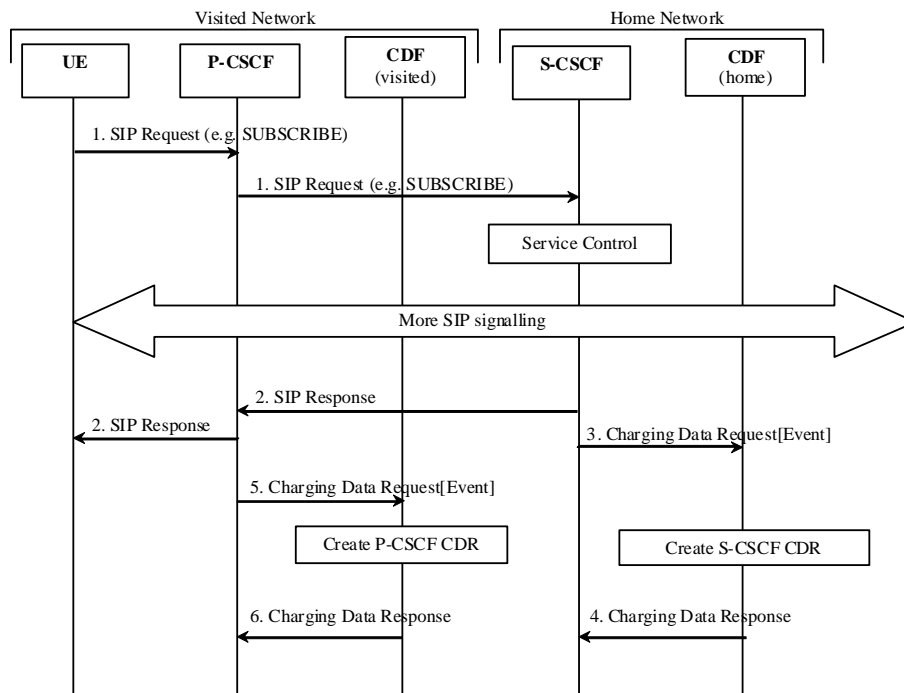 Visited Network
Home Network
UE
P-CSCF
CDF
(visited)
S-CSCF
CDF
(home)
1. SIP Request (e.g. SUBSCRIBE)
1. SIP Request (e.g. SUBSCRIBE)
Service Control
More SIP signalling
2. SIP Response
2. SIP Response
3. Charging Data Request[Event]
5. Charging Data Request[Event]
Create P-CSCF CDR
Create S-CSCF CDR
6. Charging Data Response
4. Charging Data Response